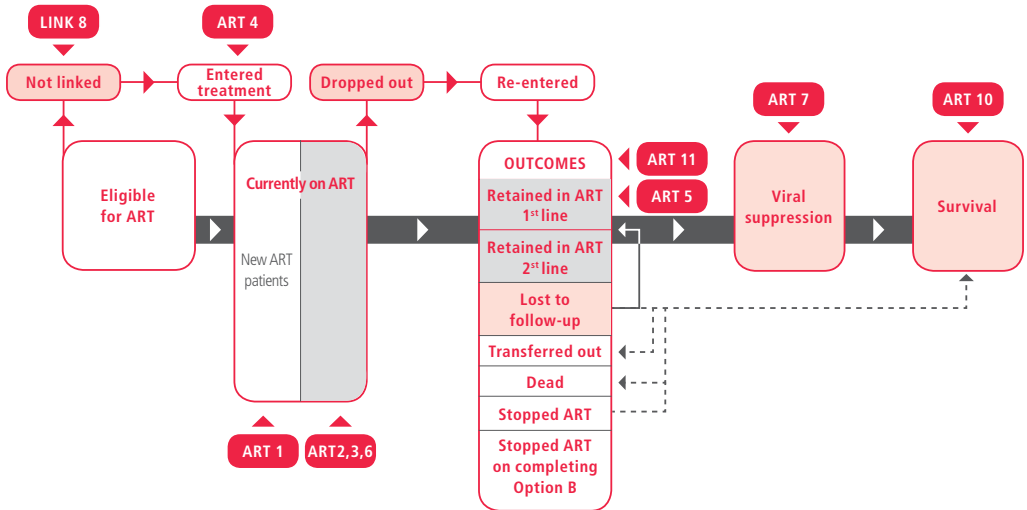 LINK 8
ART 4
Not linked
Entered
treatment
Dropped out
Re-entered
ART 7
ART 10
Eligible
for ART
Currently on ART
New ART
patients
OUTCOMES
ART 11
Retained in ART
1st line
ART 5
Retained in ART
2st line
Lost to
follow-up
Transferred out
Dead
Stopped ART
Stopped ART
on completing
Option B
Viral
suppression
Survival
ART 1
ART2,3,6